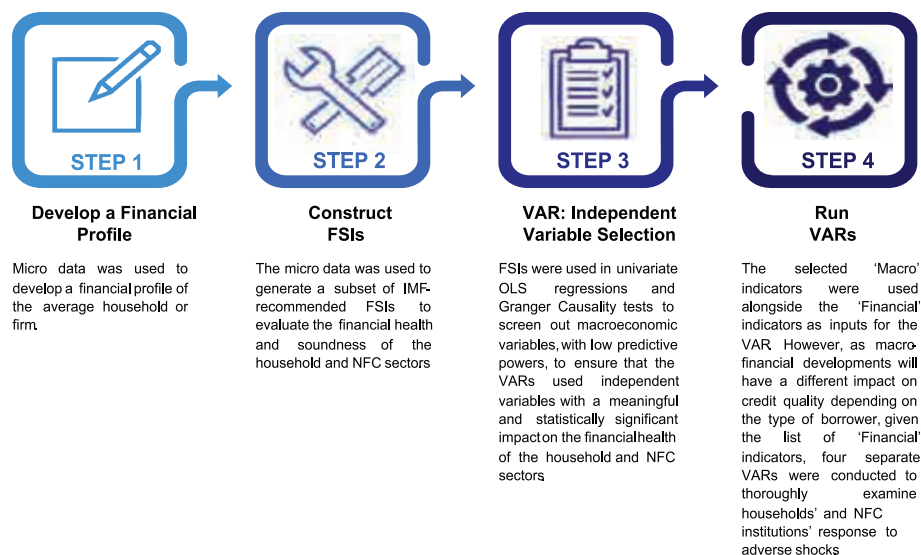 STEP 1
Develop a Financial
Profile
Micro data was used to
develop a financial profile of
the average household or
firm.
STEP 2
Construct
FSIs
The micro data was used to
generate a subset of IMF-
recommended FSIs to
evaluate the financial health
and soundness of the
household and NFC sectors
STEP 3
VAR: Independent
Variable Selection
FSIs were used in univariate
OLS regressions and
Granger Causality tests to
screen out macroeconomic
variables, with low predictive
powers, to ensure that the
VARs used independent
variables with a meaningful
and statistically significant
impact on the financial health
of the household and NFC
sectors.
STEP 4
Run
VARs
The selected 'Macro'
indicators were used
alongside the 'Financial'
indicators as inputs for the
VAR. However, as macro-
financial developments will
have a different impact on
credit quality depending on
the type of borrower, given
the list of 'Financial'
indicators, four separate
VARs were conducted to
thoroughly examine
households' and NFC
institutions' response to
adverse shocks